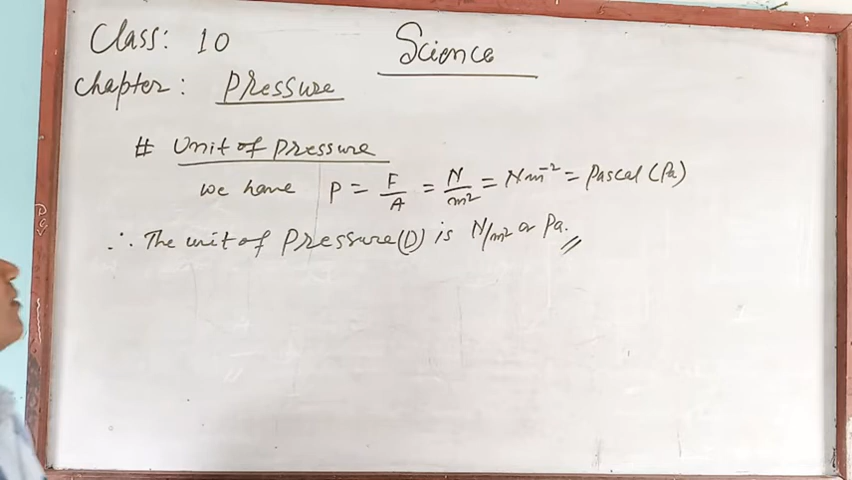 Class: 10
Science
Chapter: Pressure
# Unit of pressure
we have P = F/A = N/m² = Nm⁻² = Pascal (Pa)
∴ The unit of Pressure(D) is N/m² or Pa.